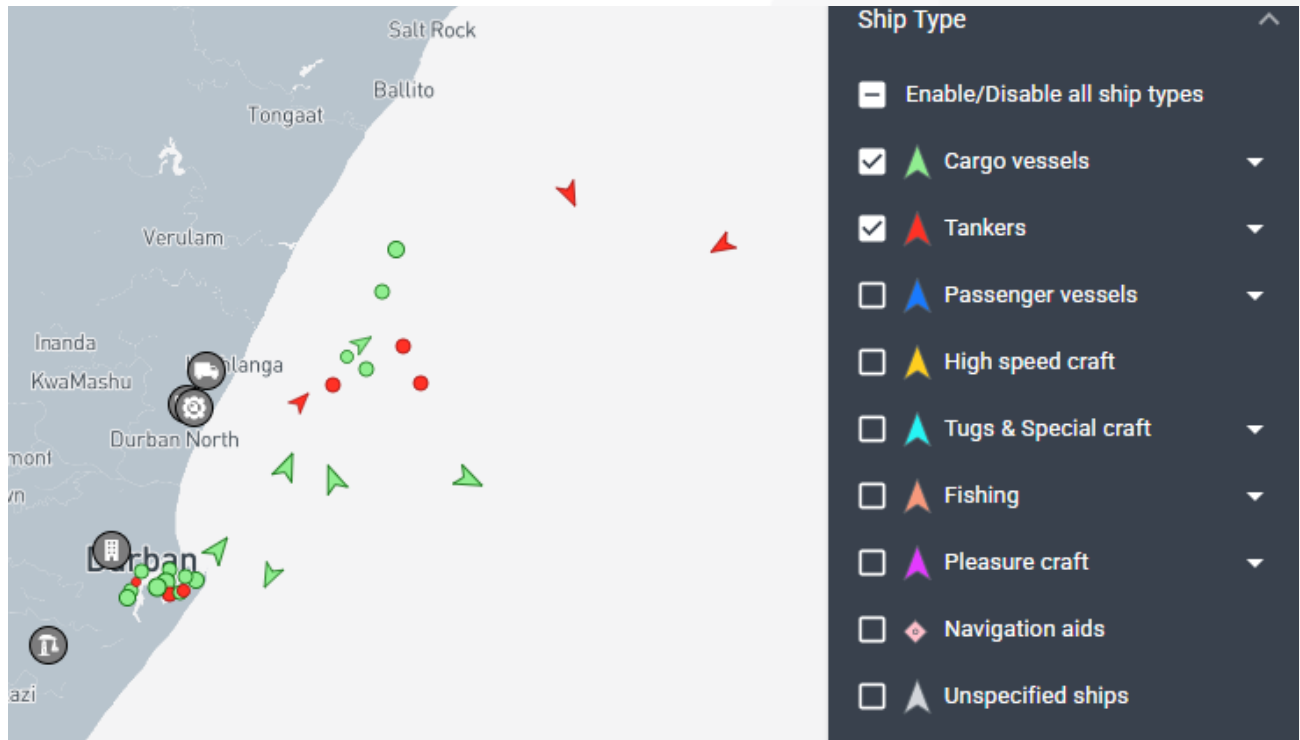 Salt Rock
Ballito
Tongaat
Verulam
Inanda
KwaMashu
langa
Durban North
Durban
Ship Type
Enable/Disable all ship types
Cargo vessels
Tankers
Passenger vessels
High speed craft
Tugs & Special craft
Fishing
Pleasure craft
Navigation aids
Unspecified ships